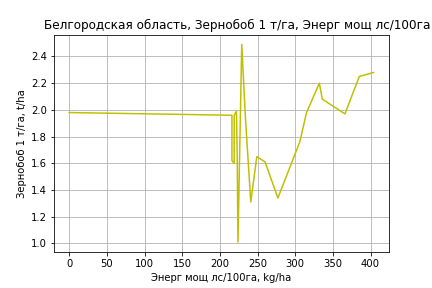 Белгородская область, Зернобоб 1 т/га, Энерг мощ лс/100га
2.4
2.2
2.0
1.8
1.6
1.4
1.2
1.0
Зернобоб 1 т/га, t/ha
0 50 100 150 200 250 300 350 400
Энерг мощ лс/100га, kg/ha